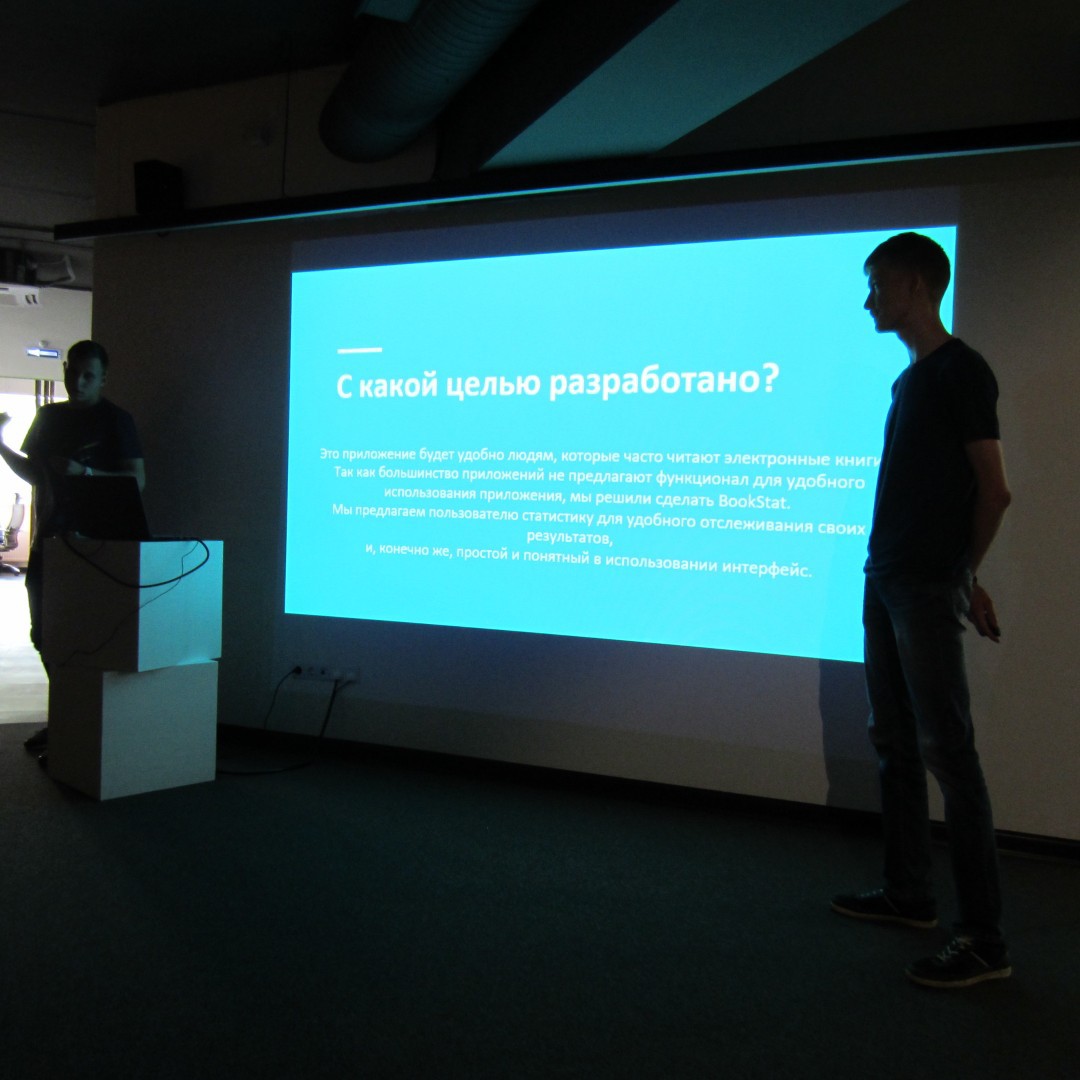 С какой целью разработано?
Это приложение будет удобно людям, которые часто читают электронные книги
Так как большинство приложений не предлагают функционал для удобного
использования приложения, мы решили сделать BookStat.
Мы предлагаем пользователю статистику для удобного отслеживания своих
результатов,
и, конечно же, простой и понятный в использовании интерфейс.